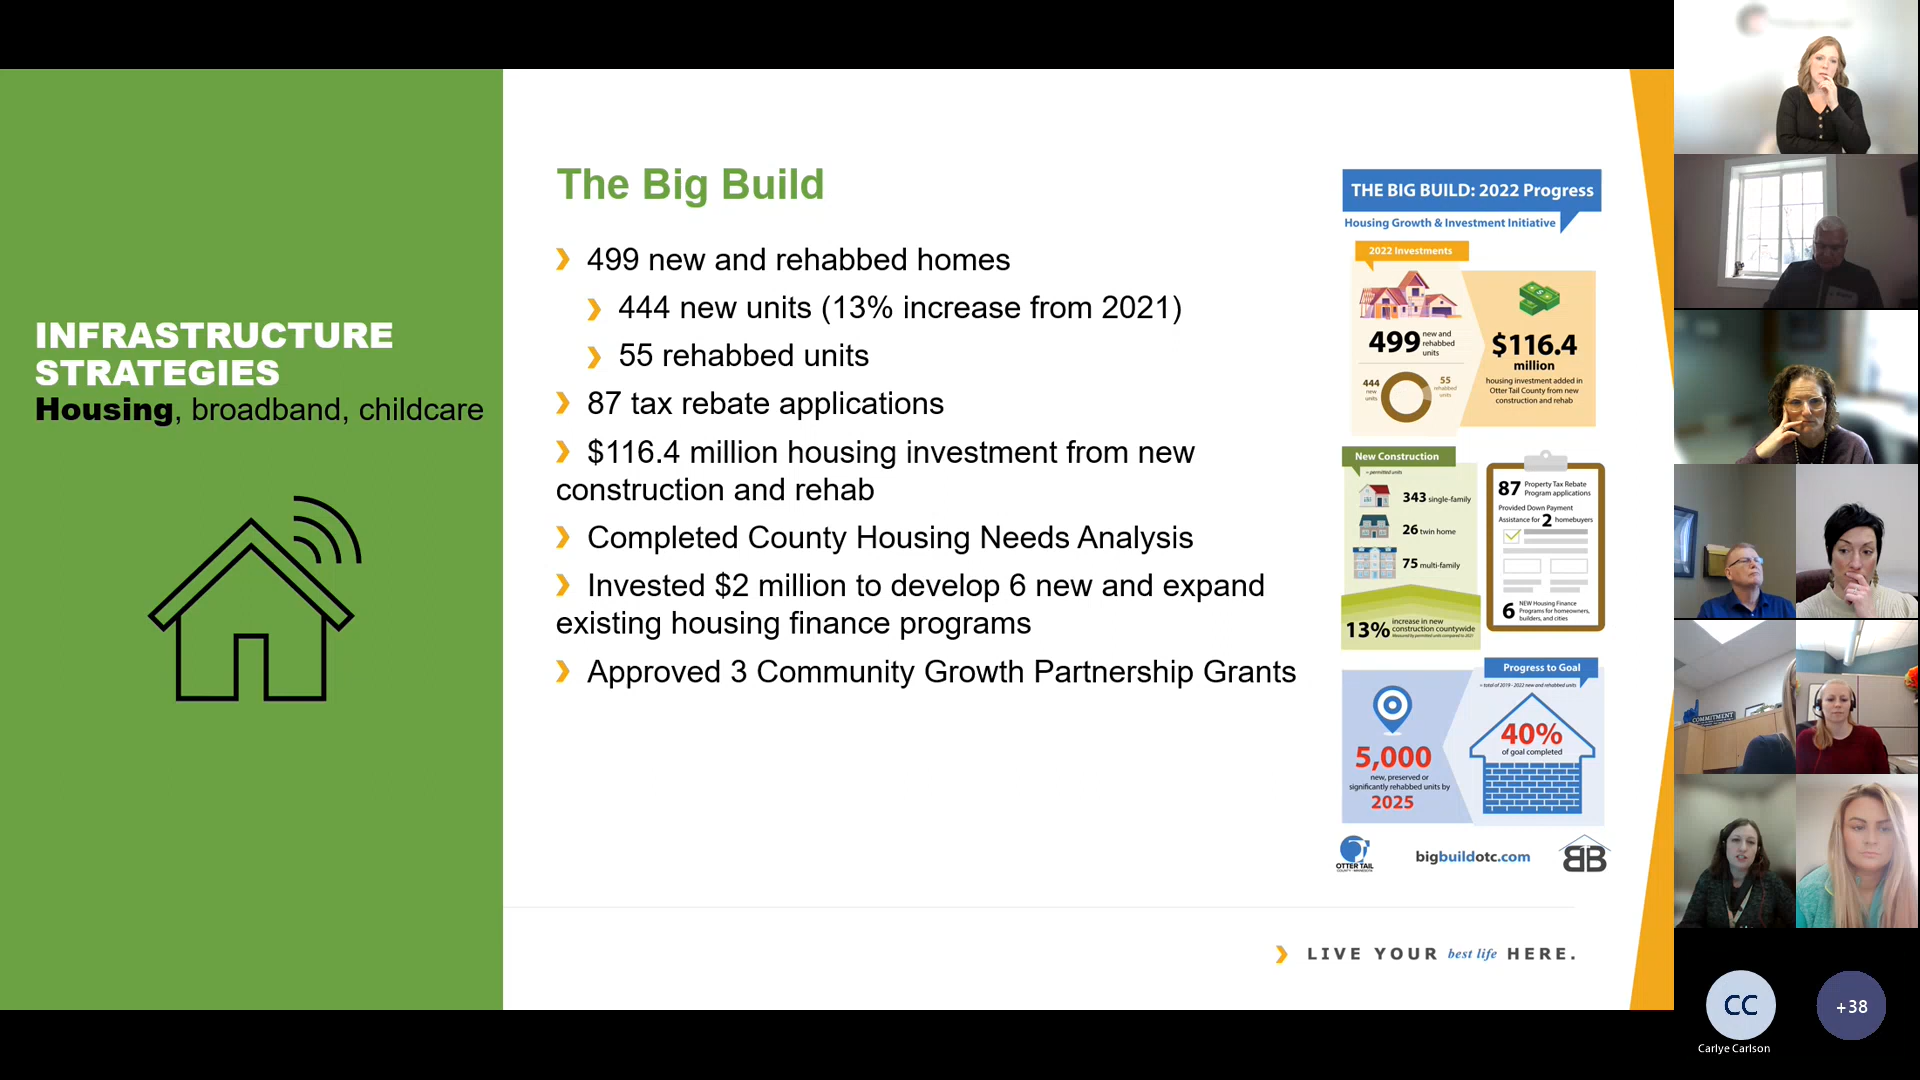 INFRASTRUCTURE
STRATEGIES
Housing, broadband, childcare
The Big Build
499 new and rehabbed homes
444 new units (13% increase from 2021)
55 rehabbed units
87 tax rebate applications
$116.4 million housing investment from new
construction and rehab
Completed County Housing Needs Analysis
Invested $2 million to develop 6 new and expand
existing housing finance programs
Approved 3 Community Growth Partnership Grants
THE BIG BUILD: 2022 Progress
Housing Growth & Investment Initiative
2022 Investments
499 new and
rehabbed
units
444
new
units
55
rehabbed
units
$116.4
million
housing investment added in
Otter Tail County from new
construction and rehab
New Construction
= permitted units
343 single-family
26 twin home
75 multi-family
13% increase in new
construction countywide
Measured by permitted units compared to 2021
87 Property Tax Rebate
Program applications
Provided Down Payment
Assistance for 2 homebuyers
6 NEW Housing Finance
Programs for homeowners,
builders, and cities
Progress to Goal
= total of 2019 - 2022 new and rehabbed units
5,000
new, preserved or
significantly rehabbed units by
2025
40%
of goal completed
OTTER TAIL
COUNTY - MINNESOTA
bigbuildotc.com
BB
LIVE YOUR best life HERE.
COMMITMENT
CC
Carlye Carlson
+38